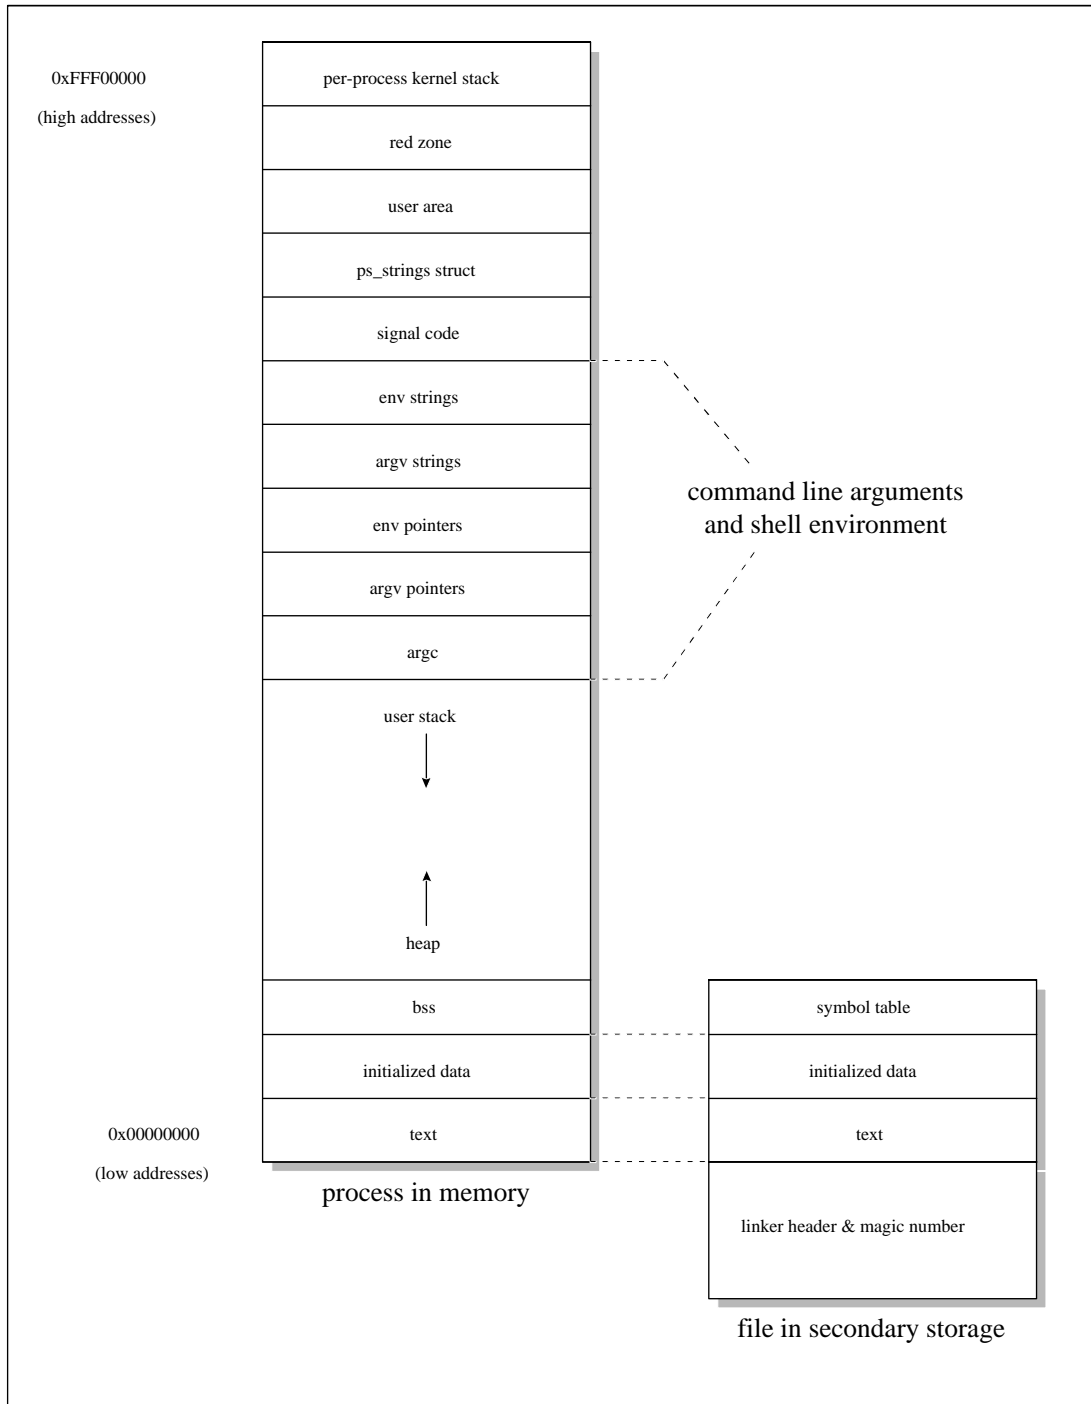 0xFFF00000
(high addresses)
per-process kernel stack
red zone
user area
ps_strings struct
signal code
env strings
argv strings
env pointers
argv pointers
argc
command line arguments
and shell environment
user stack
heap
bss
initialized data
text
0x00000000
(low addresses)
process in memory
symbol table
initialized data
text
linker header & magic number
file in secondary storage